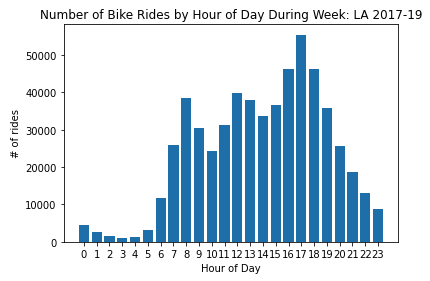 Number of Bike Rides by Hour of Day During Week: LA 2017-19
50000
40000
30000
20000
10000
0
# of rides
0 1 2 3 4 5 6 7 8 9 10 11 12 13 14 15 16 17 18 19 20 21 22 23
Hour of Day